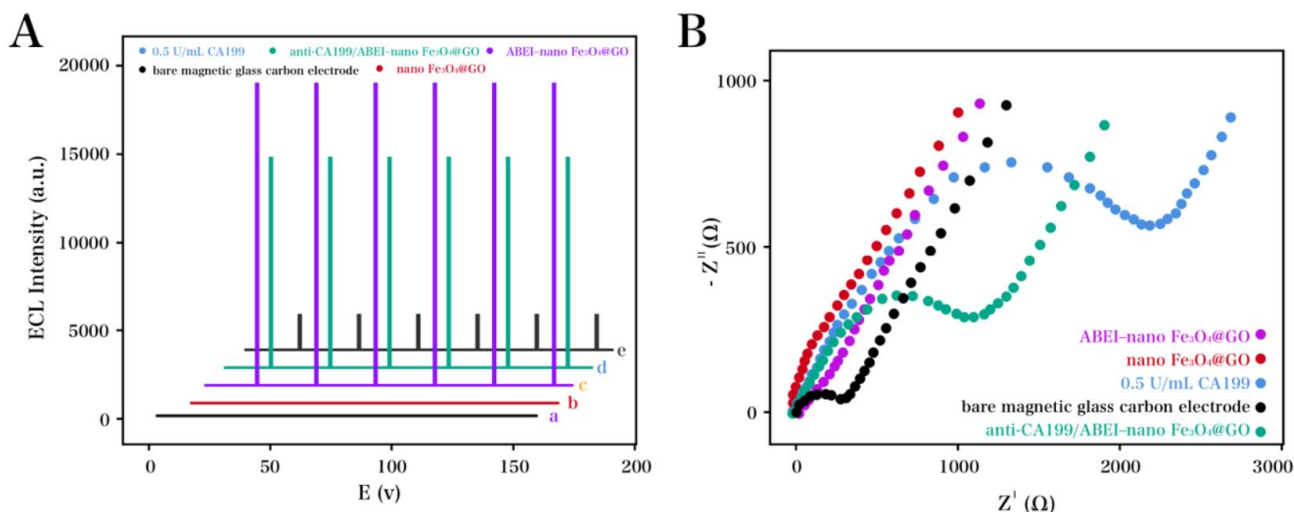 A
0.5 U/mL CA199 anti-CA199/ABEI–nano Fe₃O₄@GO ABEI–nano Fe₃O₄@GO
bare magnetic glass carbon electrode nano Fe₃O₄@GO
ECL Intensity (a.u.)
20000
15000
10000
5000
0
e
d
c
b
a
0 50 100 150 200
E (v)
B
- Z'' (Ω)
1000
500
0
ABEI–nano Fe₃O₄@GO
nano Fe₃O₄@GO
0.5 U/mL CA199
bare magnetic glass carbon electrode
anti-CA199/ABEI–nano Fe₃O₄@GO
0 1000 2000 3000
Z' (Ω)